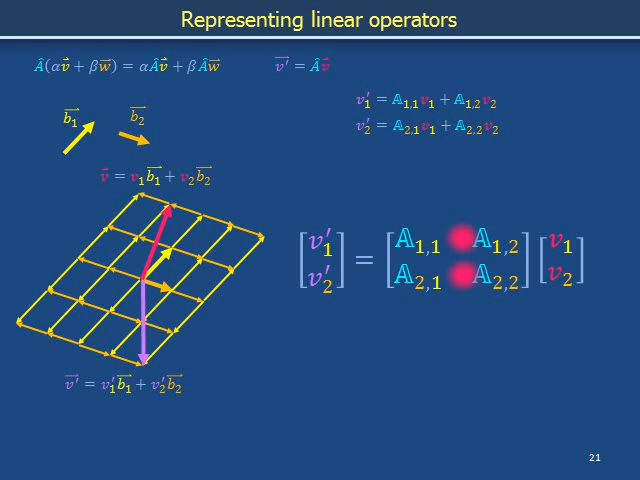 Representing linear operators
Â(αv⃗ + βw⃗) = αÂv⃗ + βÂw⃗
v⃗′ = Âv⃗
v′₁ = 𝔸₁,₁v₁ + 𝔸₁,₂v₂
v′₂ = 𝔸₂,₁v₁ + 𝔸₂,₂v₂
b⃗₁
b⃗₂
v⃗ = v₁b⃗₁ + v₂b⃗₂
[v′₁ v′₂] = [𝔸₁,₁ 𝔸₁,₂ 𝔸₂,₁ 𝔸₂,₂] [v₁ v₂]
v⃗′ = v′₁b⃗₁ + v′₂b⃗₂
21